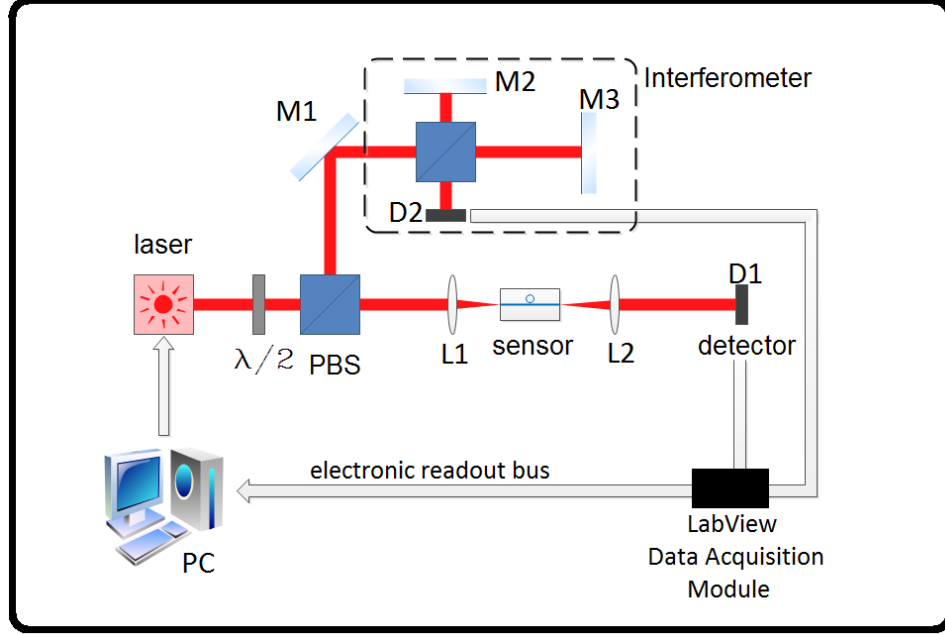 M2
Interferometer
M1
M3
D2
laser
D1
λ/2
PBS
L1
sensor
L2
detector
electronic readout bus
PC
LabView
Data Acquisition
Module